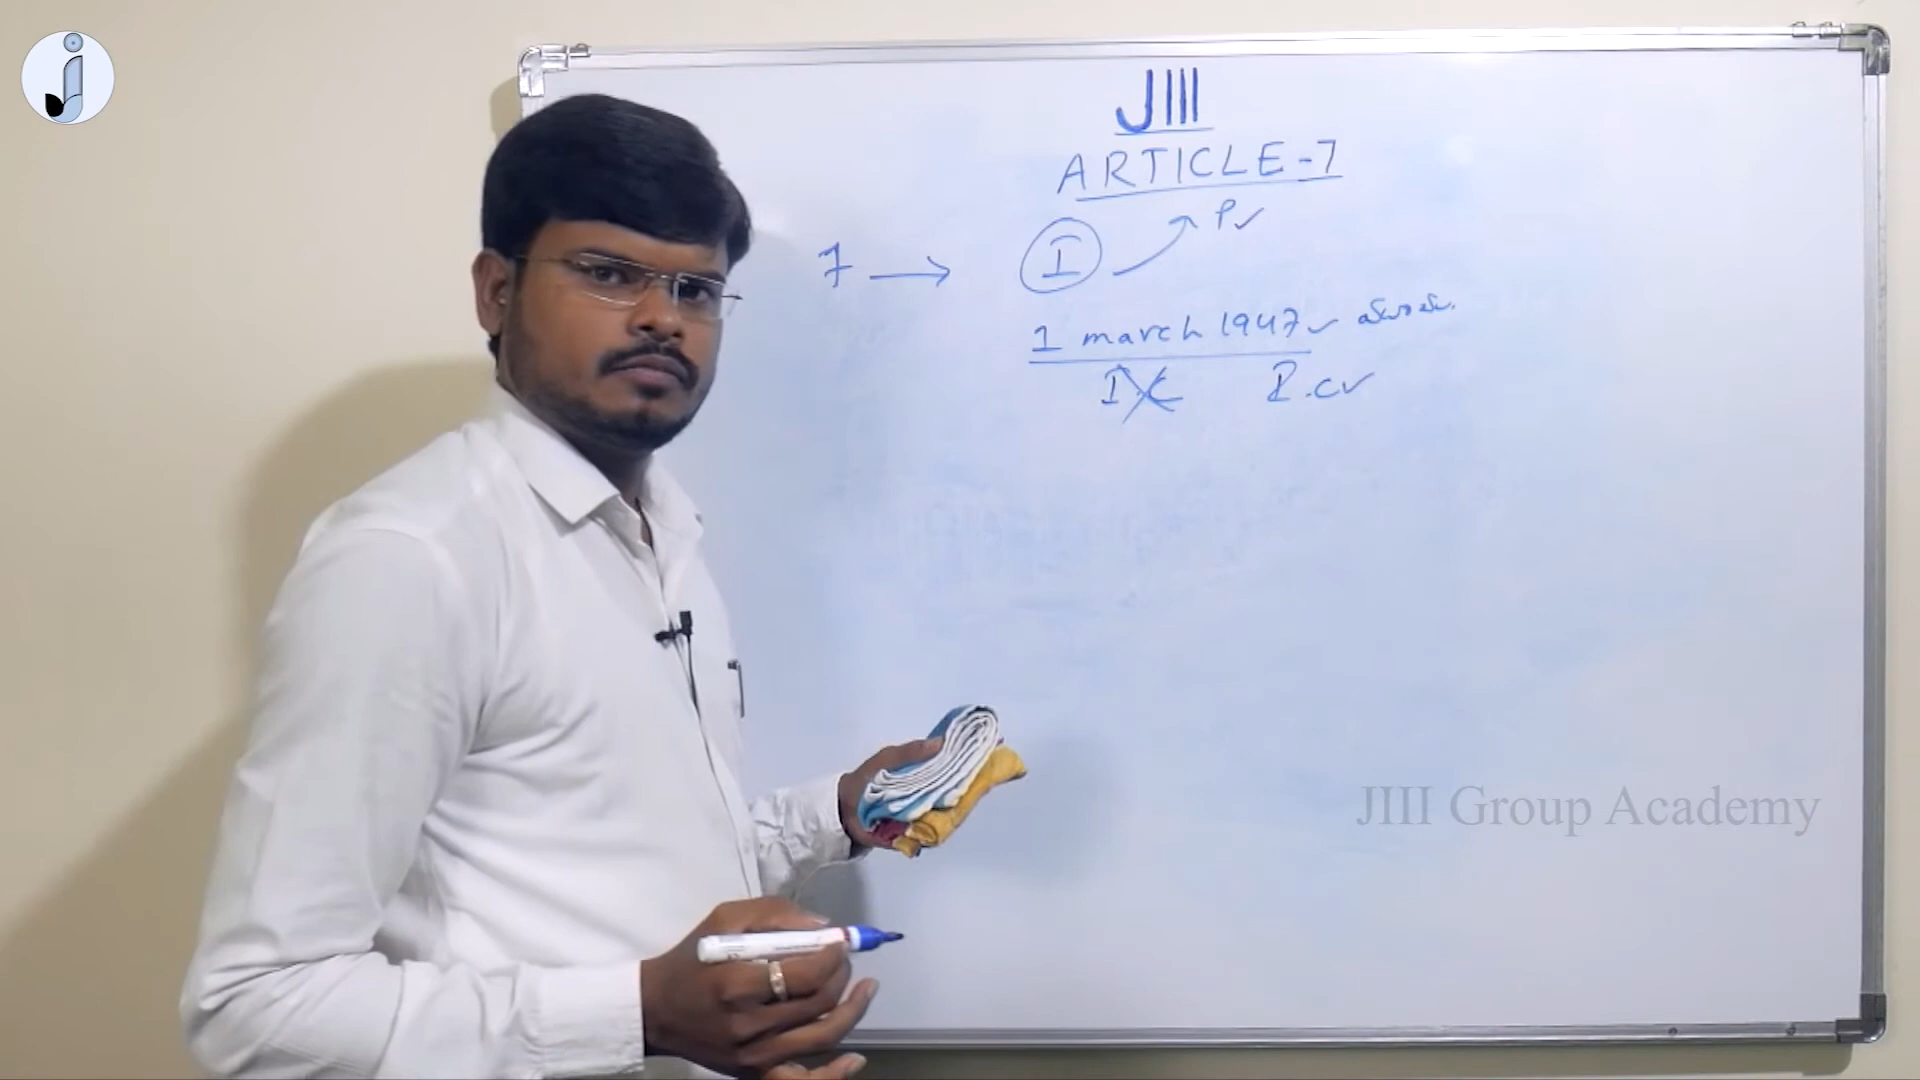 JIII
ARTICLE-7
P✓
7 → I
1 march 1947 ✓
I C P.C✓
JIII Group Academy